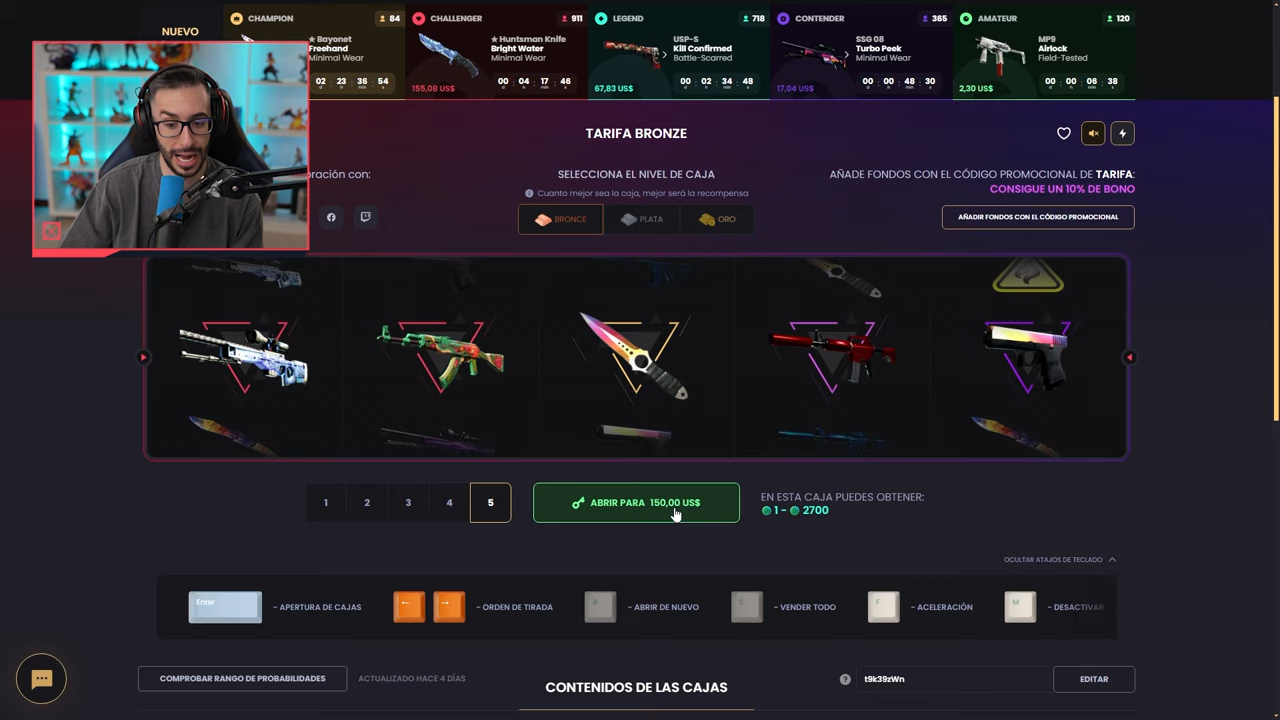 NUEVO
CHAMPION 84
Bayonet
Freehand
Minimal Wear
02 23 36 54
d h min s
CHALLENGER 911
Huntsman Knife
Bright Water
Minimal Wear
155,08 US$
00 04 17 46
d h min s
LEGEND 718
USP-S
Kill Confirmed
Battle-Scarred
67,83 US$
00 02 34 48
d h min s
CONTENDER 365
SSG 08
Turbo Peek
Minimal Wear
17,04 US$
00 00 48 30
d h min s
AMATEUR 120
MP9
Airlock
Field-Tested
2,30 US$
00 00 06 38
d h min s
TARIFA BRONZE
oración con:
SELECCIONA EL NIVEL DE CAJA
Cuanto mejor sea la caja, mejor será la recompensa
BRONCE PLATA ORO
AÑADE FONDOS CON EL CÓDIGO PROMOCIONAL DE TARIFA:
CONSIGUE UN 10% DE BONO
AÑADIR FONDOS CON EL CÓDIGO PROMOCIONAL
1 2 3 4 5
ABRIR PARA 150,00 US$
EN ESTA CAJA PUEDES OBTENER:
1 - 2700
OCULTAR ATAJOS DE TECLADO
Enter - APERTURA DE CAJAS
← → - ORDEN DE TIRADA
R - ABRIR DE NUEVO
S - VENDER TODO
F - ACELERACIÓN
M - DESACTIVAR
COMPROBAR RANGO DE PROBABILIDADES
ACTUALIZADO HACE 4 DÍAS
CONTENIDOS DE LAS CAJAS
? t9k39zWn
EDITAR